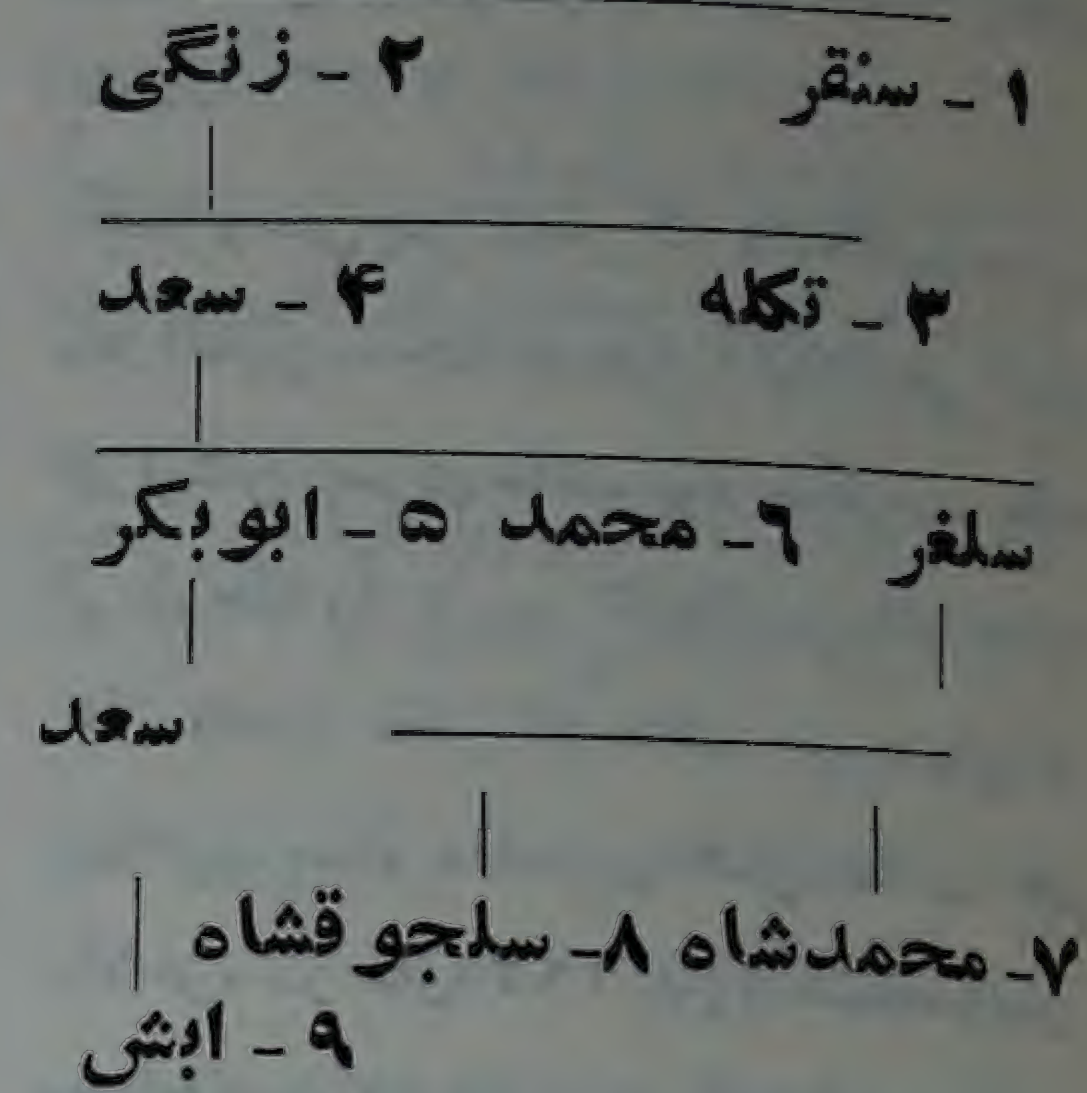 ۱ - سنقر ۲ - زنگی
۳ - تکله ۴ - سعد
سلغر ۶- محمد ۵ - ابوبکر
سعد
۷- محمدشاه ۸- سلجوقشاه
۹ - ابش